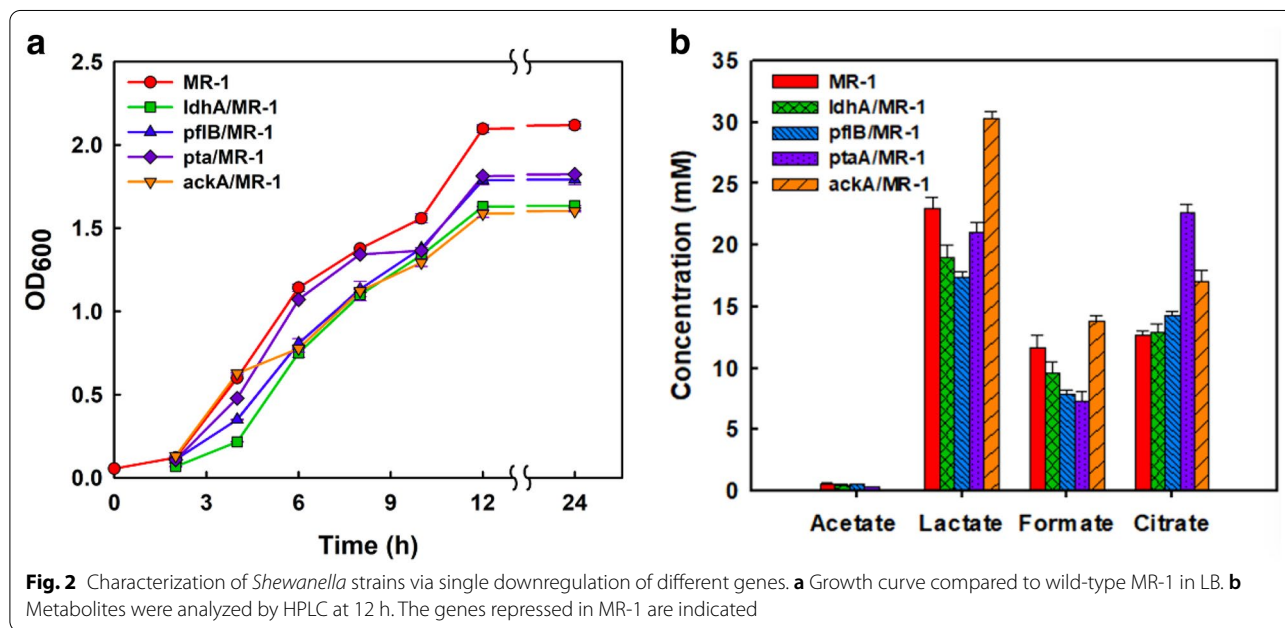 a
2.5
2.0
1.5
1.0
0.5
0.0
OD600
MR-1
ldhA/MR-1
pflB/MR-1
pta/MR-1
ackA/MR-1
0 3 6 9 12 24
Time (h)
b
35
30
25
20
15
10
5
0
Concentration (mM)
MR-1
ldhA/MR-1
pflB/MR-1
ptaA/MR-1
ackA/MR-1
Acetate Lactate Formate Citrate
Fig. 2 Characterization of Shewanella strains via single downregulation of different genes. a Growth curve compared to wild-type MR-1 in LB. b
Metabolites were analyzed by HPLC at 12 h. The genes repressed in MR-1 are indicated